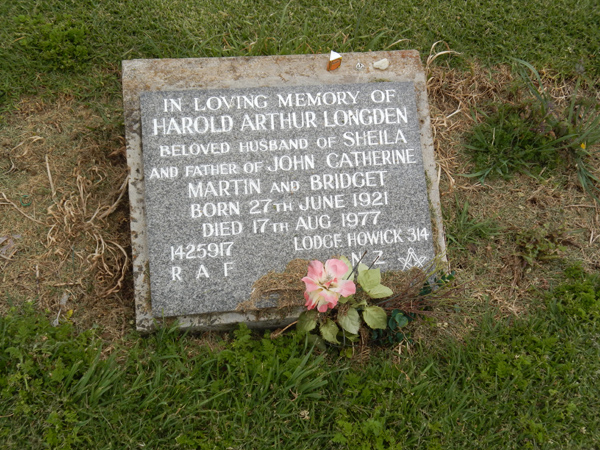 IN LOVING MEMORY OF
HAROLD ARTHUR LONGDEN
BELOVED HUSBAND OF SHEILA
AND FATHER OF JOHN CATHERINE
MARTIN AND BRIDGET
BORN 27TH JUNE 1921
DIED 17TH AUG 1977
1425917 LODGE HOWICK 314
R A F N Z